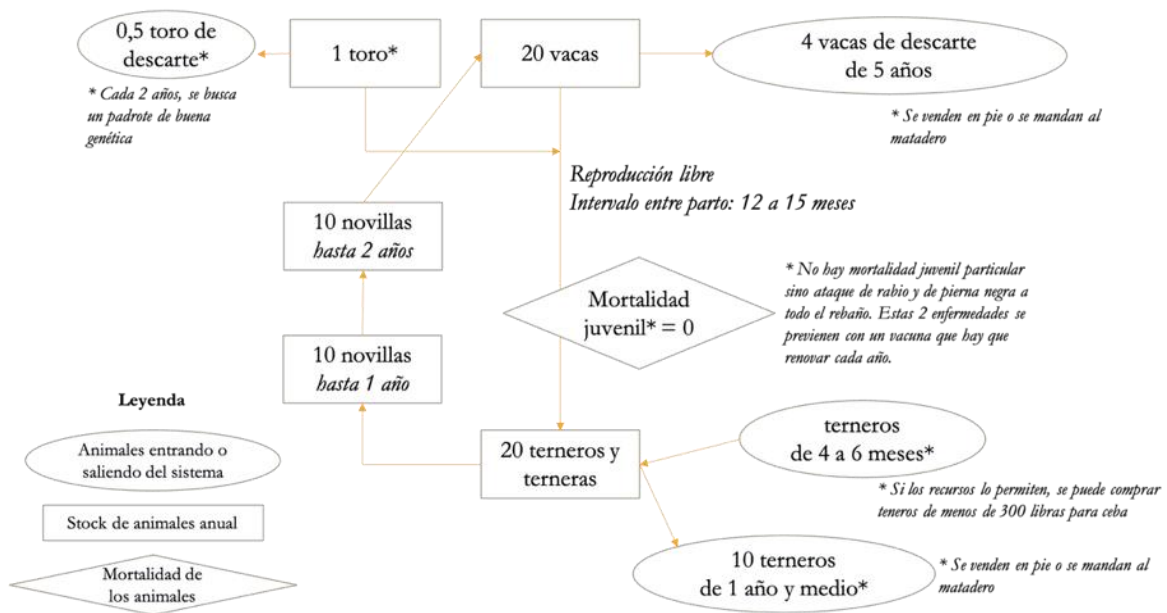 0,5 toro de
descarte*
1 toro*
20 vacas
4 vacas de descarte
de 5 años
* Cada 2 años, se busca
un padrote de buena
genética
* Se venden en pie o se mandan al
matadero
Reproducción libre
Intervalo entre parto: 12 a 15 meses
10 novillas
hasta 2 años
Mortalidad
juvenil* = 0
* No hay mortalidad juvenil particular
sino ataque de rabio y de pierna negra a
todo el rebaño. Estas 2 enfermedades se
previenen con un vacuna que hay que
renovar cada año.
10 novillas
hasta 1 año
Leyenda
Animales entrando o
saliendo del sistema
Stock de animales anual
Mortalidad de
los animales
20 terneros y
terneras
terneros
de 4 a 6 meses*
* Si los recursos lo permiten, se puede comprar
teneros de menos de 300 libras para ceba
10 terneros
de 1 año y medio*
* Se venden en pie o se mandan al
matadero